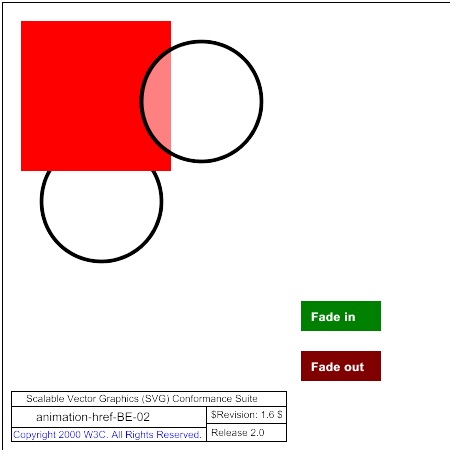 Fade in
Fade out
Scalable Vector Graphics (SVG) Conformance Suite
animation-href-BE-02
$Revision: 1.6 $
Copyright 2000 W3C. All Rights Reserved.
Release 2.0